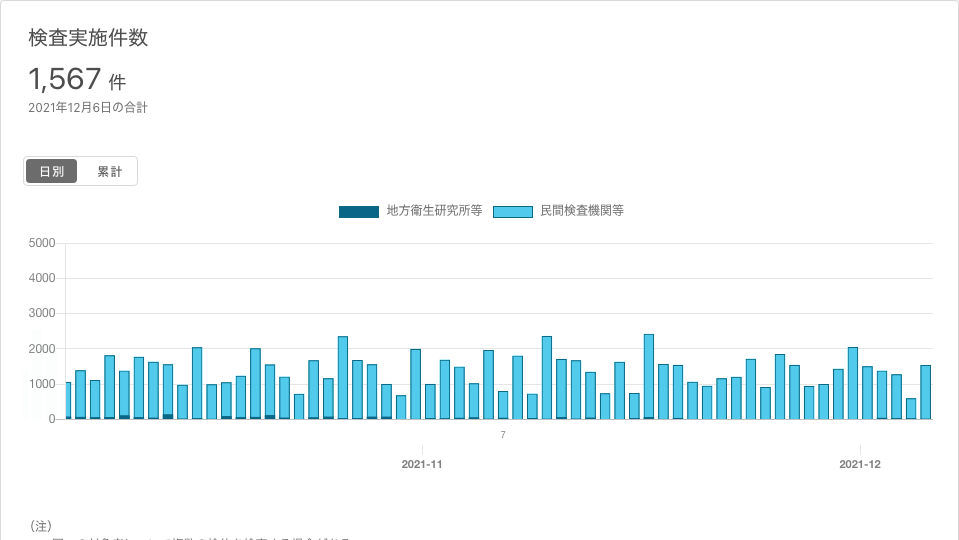 検査実施件数
1,567 件
2021年12月6日の合計
日別 累計
地方衛生研究所等 民間検査機関等
5000
4000
3000
2000
1000
0
7
2021-11 2021-12
（注）